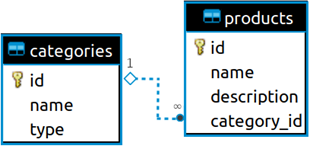 categories
id
name
type
1
∞
products
id
name
description
category_id